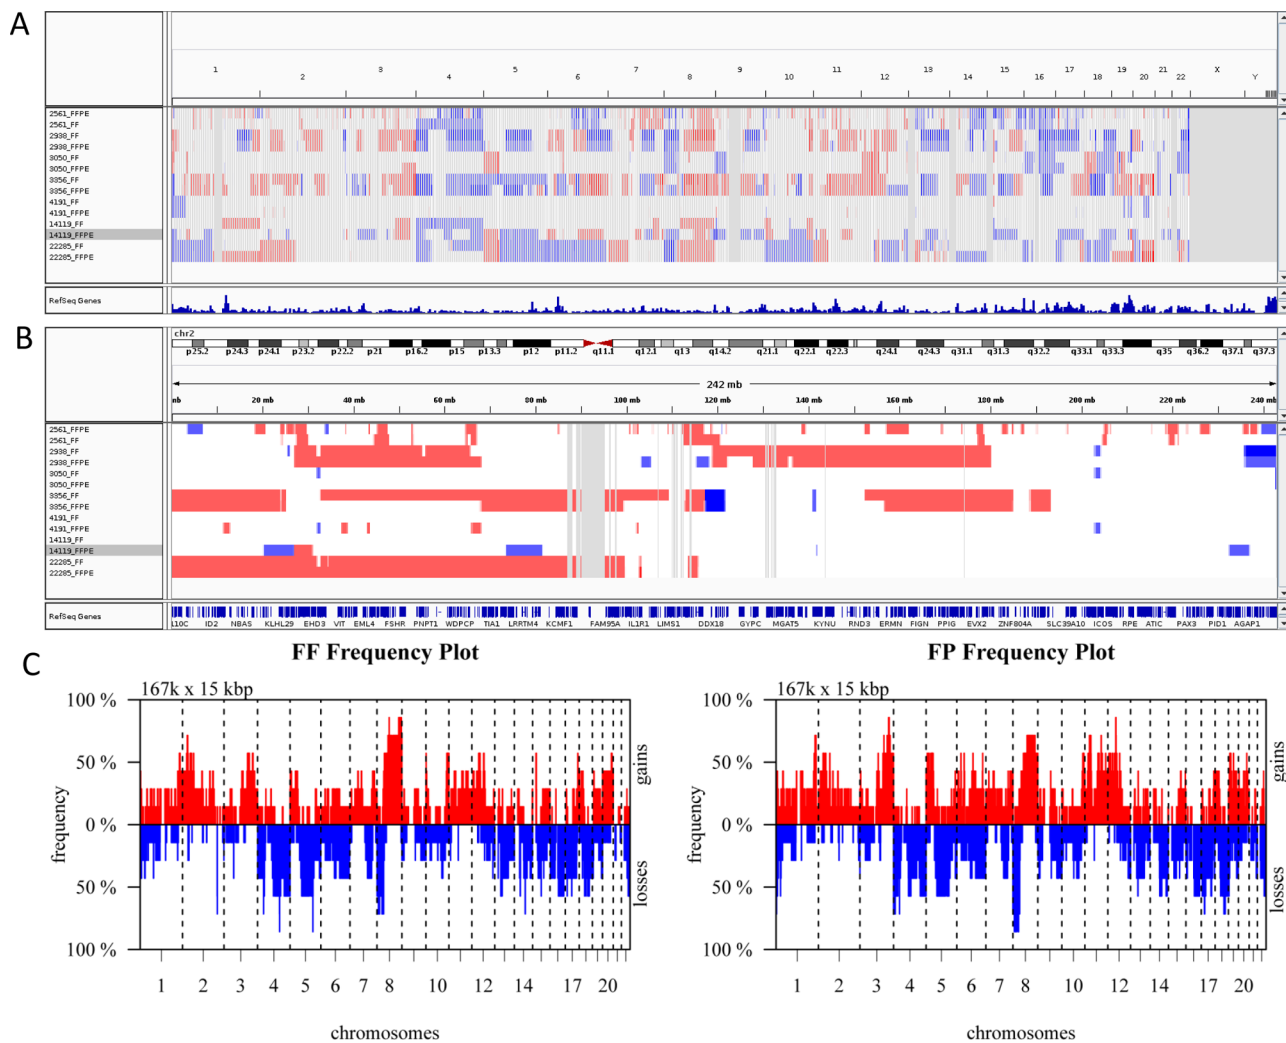 A
1 2 3 4 5 6 7 8 9 10 11 12 13 14 15 16 17 18 19 20 21 22 X Y
2561_FFPE
2561_FF
2938_FF
2938_FFPE
3050_FF
3050_FFPE
3356_FF
3356_FFPE
4191_FF
4191_FFPE
14119_FF
14119_FFPE
22285_FF
22285_FFPE
RefSeq Genes
B
chr2
p25.2 p24.3 p24.1 p23.2 p22.2 p21 p16.2 p15 p13.3 p12 p11.2 q11.1 q12.1 q13 q14.2 q21.1 q22.1 q22.3 q24.1 q24.3 q31.1 q31.3 q32.2 q33.1 q33.3 q35 q36.2 q37.1 q37.3
242 mb
20 mb 40 mb 60 mb 80 mb 100 mb 120 mb 140 mb 160 mb 180 mb 200 mb 220 mb 240 m
2561_FFPE
2561_FF
2938_FF
2938_FFPE
3050_FF
3050_FFPE
3356_FF
3356_FFPE
4191_FF
4191_FFPE
14119_FF
14119_FFPE
22285_FF
22285_FFPE
RefSeq Genes
ID2 NBAS KLHL29 EHD3 VIT EML4 FSHR PNPT1 WDPCP TIA1 LRRTM4 KCMF1 FAM95A IL1R1 LIMS1 DDX18 GYPC MGAT5 KYNU RND3 ERMN FIGN PPIG EVX2 ZNF804A SLC39A10 ICOS RPE ATIC PAX3 PID1 AGAP1
C
FF Frequency Plot
167k x 15 kbp
100 %
50 %
0 %
50 %
100 %
frequency
gains
losses
1 2 3 4 5 6 7 8 10 12 14 17 20
chromosomes
FP Frequency Plot
167k x 15 kbp
100 %
50 %
0 %
50 %
100 %
frequency
gains
losses
1 2 3 4 5 6 7 8 10 12 14 17 20
chromosomes